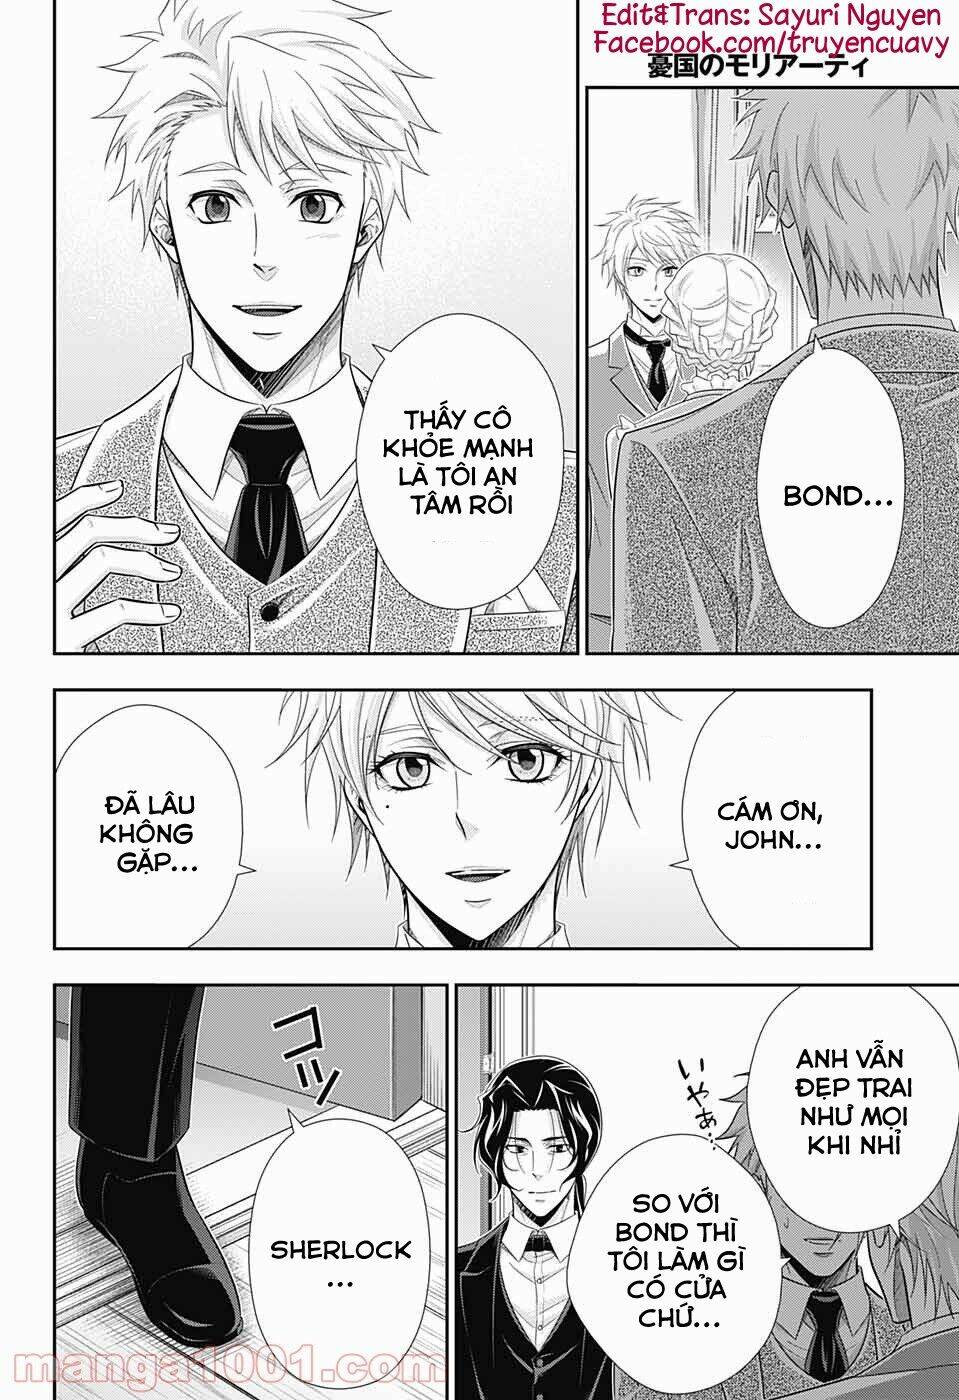 Edit&Trans: Sayuri Nguyen
Facebook.com/truyencuavy
憂国のモリアーティ
BOND...
THẤY CÔ
KHỎE MẠNH
LÀ TÔI AN
TÂM RỒI
CÁM ƠN,
JOHN...
ĐÃ LÂU
KHÔNG
GẶP...
ANH VẪN
ĐẸP TRAI
NHƯ MỌI
KHI NHỈ
いやぁ…
SO VỚI
BOND THÌ
TÔI LÀM GÌ
CÓ CỬA
CHỨ...
コツ
SHERLOCK
...
manga1001.com